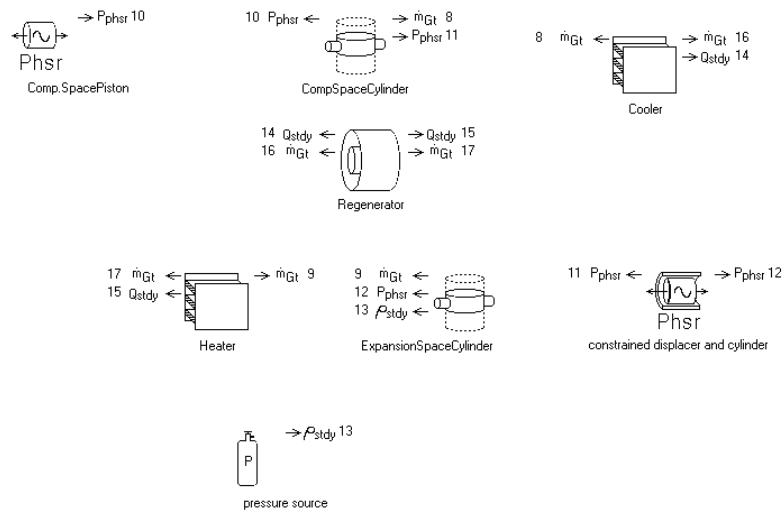 Pphsr 10
Phsr
Comp.SpacePiston
10 Pphsr
ṁGt 8
Pphsr 11
CompSpaceCylinder
8 ṁGt
ṁGt 16
Qstdy 14
Cooler
14 Qstdy
Qstdy 15
16 ṁGt
ṁGt 17
Regenerator
17 ṁGt
ṁGt 9
15 Qstdy
Heater
9 ṁGt
12 Pphsr
13 ρstdy
ExpansionSpaceCylinder
11 Pphsr
Pphsr 12
Phsr
constrained displacer and cylinder
ρstdy 13
P
pressure source